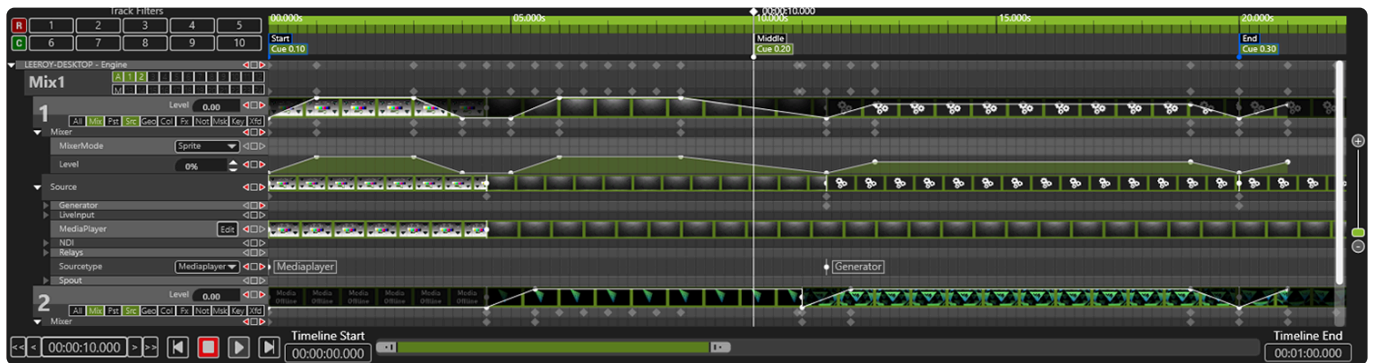 Track Filters
R 1 2 3 4 5
C 6 7 8 9 10
00.000s 05.000s 10.000s 15.000s 20.000s
00:00:10.000
Start Middle End
Cue 0.10 Cue 0.20 Cue 0.30
LEEROY-DESKTOP - Engine
Mix1
A 1 2
M
1
Level 0.00
All Mix Pst Src Geo Col Fx Not Msk Key Xfd
Mixer
MixerMode Sprite
Level 0%
Source
Generator
LiveInput
MediaPlayer Edit
NDI
Relays
Sourcetype Mediaplayer Mediaplayer Generator
Spout
2
Level 0.00
Media Offline Media Offline Media Offline Media Offline Media Offline Media Offline
All Mix Pst Src Geo Col Fx Not Msk Key Xfd
Mixer
<< < 00:00:10.000 > >>
Timeline Start
00:00:00.000
Timeline End
00:01:00.000